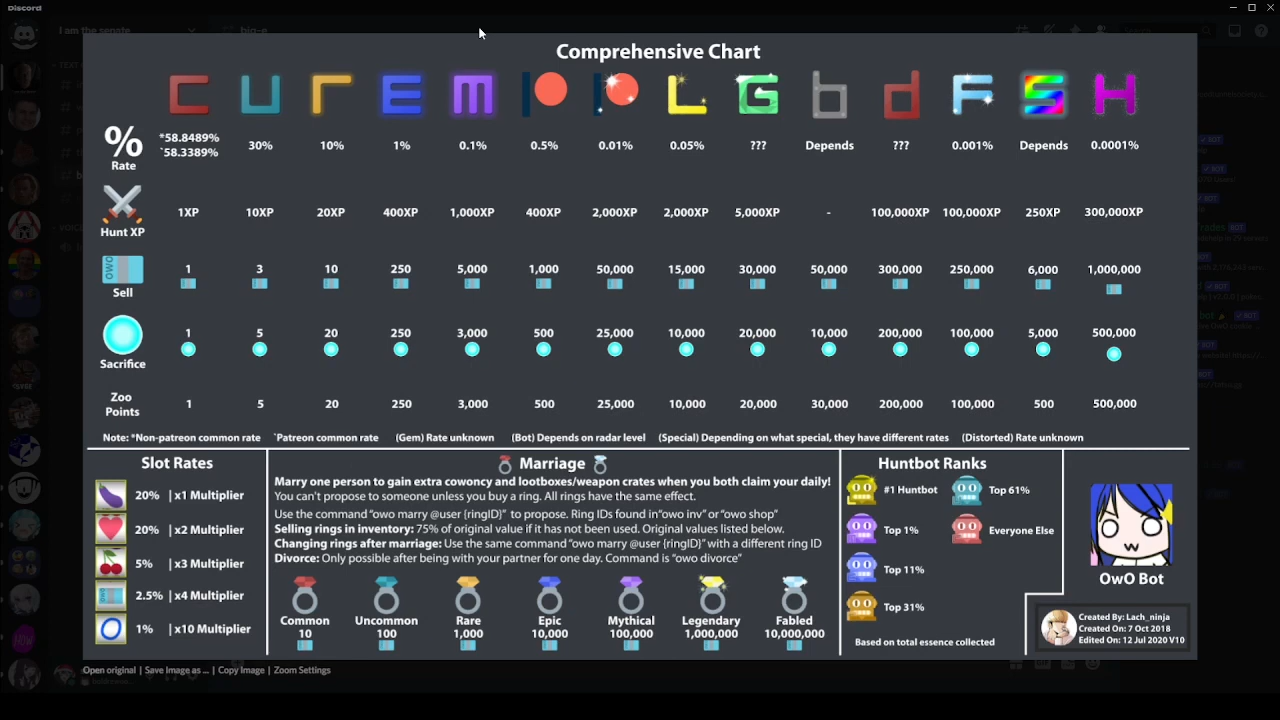 Discord
I am the senate
big-e
Comprehensive Chart
C U r E m P P L G b d F S H
% Rate
*58.8489%
`58.3389%
30% 10% 1% 0.1% 0.5% 0.01% 0.05% ??? Depends ??? 0.001% Depends 0.0001%
Hunt XP
1XP 10XP 20XP 400XP 1,000XP 400XP 2,000XP 2,000XP 5,000XP - 100,000XP 100,000XP 250XP 300,000XP
OWO
Sell
1 3 10 250 5,000 1,000 50,000 15,000 30,000 50,000 300,000 250,000 6,000 1,000,000
Sacrifice
1 5 20 250 3,000 500 25,000 10,000 20,000 10,000 200,000 100,000 5,000 500,000
Zoo
Points
1 5 20 250 3,000 500 25,000 10,000 20,000 30,000 200,000 100,000 500 500,000
Note: *Non-patreon common rate `Patreon common rate (Gem) Rate unknown (Bot) Depends on radar level (Special) Depending on what special, they have different rates (Distorted) Rate unknown
Slot Rates
20% | x1 Multiplier
20% | x2 Multiplier
5% | x3 Multiplier
2.5% | x4 Multiplier
1% | x10 Multiplier
Marriage
Marry one person to gain extra cowoncy and lootboxes/weapon crates when you both claim your daily!
You can't propose to someone unless you buy a ring. All rings have the same effect.
Use the command "owo marry @user {ringID}" to propose. Ring IDs found in "owo inv" or "owo shop"
Selling rings in inventory: 75% of original value if it has not been used. Original values listed below.
Changing rings after marriage: Use the same command "owo marry @user {ringID}" with a different ring ID
Divorce: Only possible after being with your partner for one day. Command is "owo divorce"
Common Uncommon Rare Epic Mythical Legendary Fabled
10 100 1,000 10,000 100,000 1,000,000 10,000,000
Huntbot Ranks
#1 Huntbot
Top 61%
Top 1%
Everyone Else
Top 11%
Top 31%
Based on total essence collected
OwO Bot
Created By: Lach_ninja
Created On: 7 Oct 2018
Edited On: 12 Jul 2020 V10
Open original | Save Image as ... | Copy Image | Zoom Settings